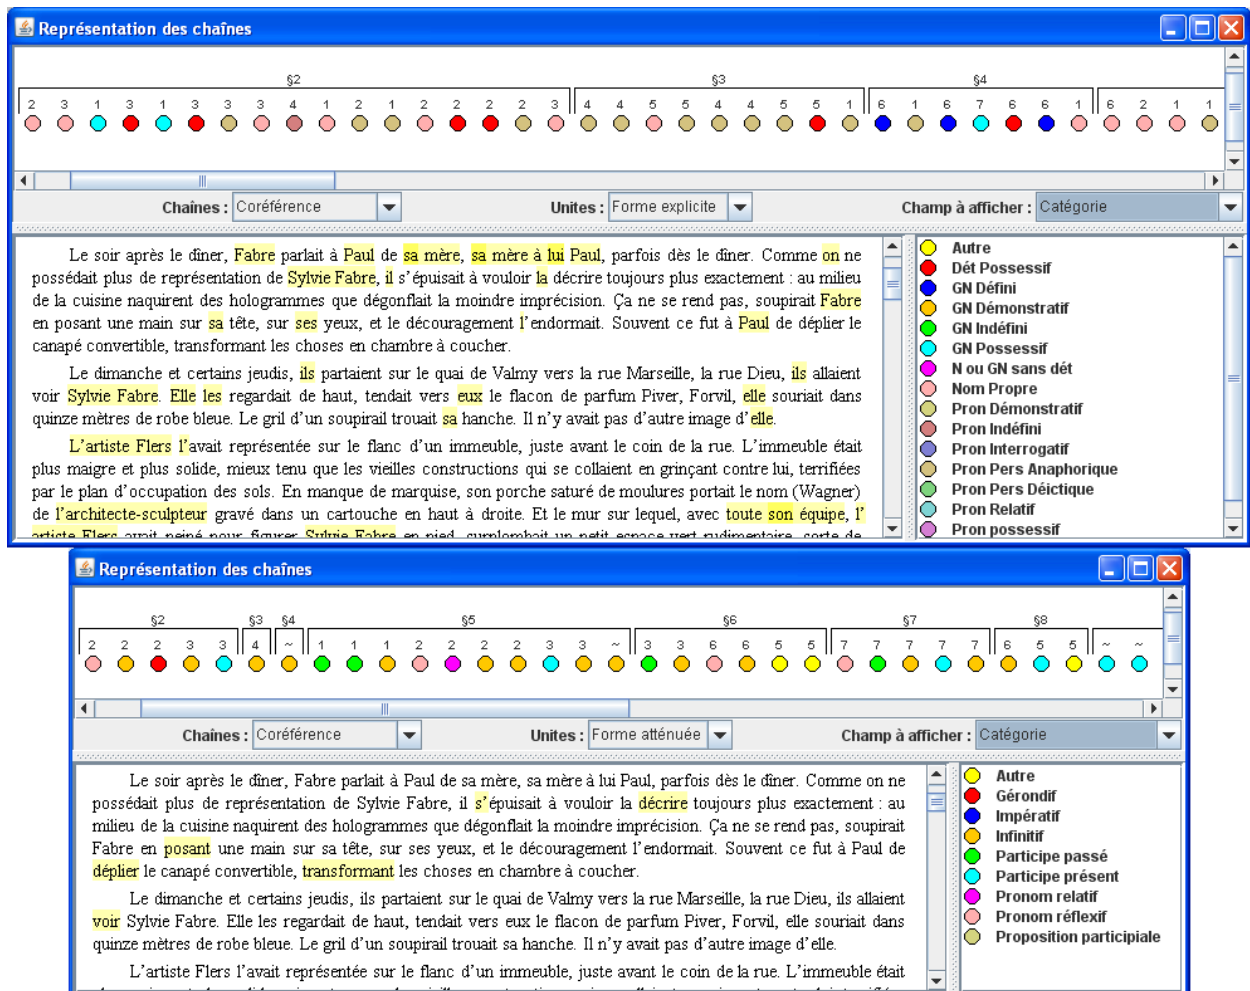 Représentation des chaînes
§2 §3 §4
2 3 1 3 1 3 3 3 4 1 2 1 2 2 2 2 3 4 4 5 5 4 4 5 5 1 6 1 6 7 6 6 1 6 2 1 1
Chaînes : Coréférence Unites : Forme explicite Champ à afficher : Catégorie
Le soir après le dîner, Fabre parlait à Paul de sa mère, sa mère à lui Paul, parfois dès le dîner. Comme on ne
possédait plus de représentation de Sylvie Fabre, il s’épuisait à vouloir la décrire toujours plus exactement : au milieu
de la cuisine naquirent des hologrammes que dégonflait la moindre imprécision. Ça ne se rend pas, soupirait Fabre
en posant une main sur sa tête, sur ses yeux, et le découragement l’endormait. Souvent ce fut à Paul de déplier le
canapé convertible, transformant les choses en chambre à coucher.
Le dimanche et certains jeudis, ils partaient sur le quai de Valmy vers la rue Marseille, la rue Dieu, ils allaient
voir Sylvie Fabre. Elle les regardait de haut, tendait vers eux le flacon de parfum Piver, Forvil, elle souriait dans
quinze mètres de robe bleue. Le gril d’un soupirail trouait sa hanche. Il n’y avait pas d’autre image d’elle.
L’artiste Flers l’avait représentée sur le flanc d’un immeuble, juste avant le coin de la rue. L’immeuble était
plus maigre et plus solide, mieux tenu que les vieilles constructions qui se collaient en grinçant contre lui, terrifiées
par le plan d’occupation des sols. En manque de marquise, son porche saturé de moulures portait le nom (Wagner)
de l’architecte-sculpteur gravé dans un cartouche en haut à droite. Et le mur sur lequel, avec toute son équipe, l’
artiste Flers avait peiné pour figurer Sylvie Fabre en pied, surplombait un petit espace vert rudimentaire, sorte de
Autre
Dét Possessif
GN Défini
GN Démonstratif
GN Indéfini
GN Possessif
N ou GN sans dét
Nom Propre
Pron Démonstratif
Pron Indéfini
Pron Interrogatif
Pron Pers Anaphorique
Pron Pers Déictique
Pron Relatif
Pron possessif
Représentation des chaînes
§2 §3 §4 §5 §6 §7 §8
2 2 2 3 3 4 ~ 1 1 1 2 2 2 2 3 3 ~ 3 3 6 6 5 5 7 7 7 7 7 6 5 5 ~ ~
Chaînes : Coréférence Unites : Forme atténuée Champ à afficher : Catégorie
Le soir après le dîner, Fabre parlait à Paul de sa mère, sa mère à lui Paul, parfois dès le dîner. Comme on ne
possédait plus de représentation de Sylvie Fabre, il s’épuisait à vouloir la décrire toujours plus exactement : au
milieu de la cuisine naquirent des hologrammes que dégonflait la moindre imprécision. Ça ne se rend pas, soupirait
Fabre en posant une main sur sa tête, sur ses yeux, et le découragement l’endormait. Souvent ce fut à Paul de
déplier le canapé convertible, transformant les choses en chambre à coucher.
Le dimanche et certains jeudis, ils partaient sur le quai de Valmy vers la rue Marseille, la rue Dieu, ils allaient
voir Sylvie Fabre. Elle les regardait de haut, tendait vers eux le flacon de parfum Piver, Forvil, elle souriait dans
quinze mètres de robe bleue. Le gril d’un soupirail trouait sa hanche. Il n’y avait pas d’autre image d’elle.
L’artiste Flers l’avait représentée sur le flanc d’un immeuble, juste avant le coin de la rue. L’immeuble était
Autre
Gérondif
Impératif
Infinitif
Participe passé
Participe présent
Pronom relatif
Pronom réflexif
Proposition participiale